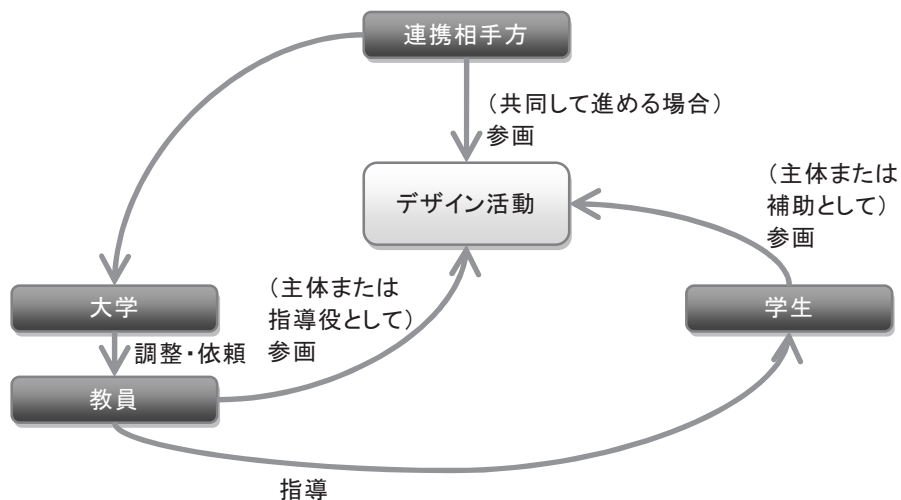 連携相手方
（共同して進める場合）
参画
デザイン活動
（主体または
補助として）
参画
大学
（主体または
指導役として）
参画
学生
調整・依頼
教員
指導